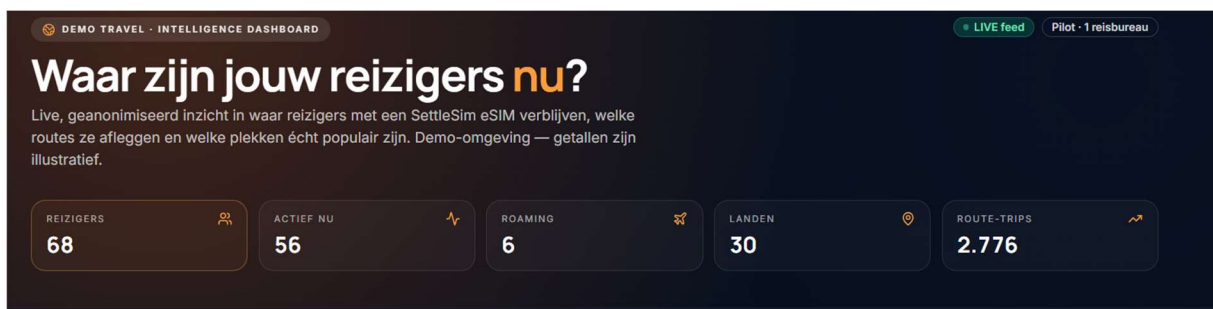 DEMO TRAVEL · INTELLIGENCE DASHBOARD
LIVE feed
Pilot · 1 reisbureau
Waar zijn jouw reizigers nu?
Live, geanonimiseerd inzicht in waar reizigers met een SettleSim eSIM verblijven, welke
routes ze afleggen en welke plekken écht populair zijn. Demo-omgeving — getallen zijn
illustratief.
REIZIGERS
68
ACTIEF NU
56
ROAMING
6
LANDEN
30
ROUTE-TRIPS
2.776